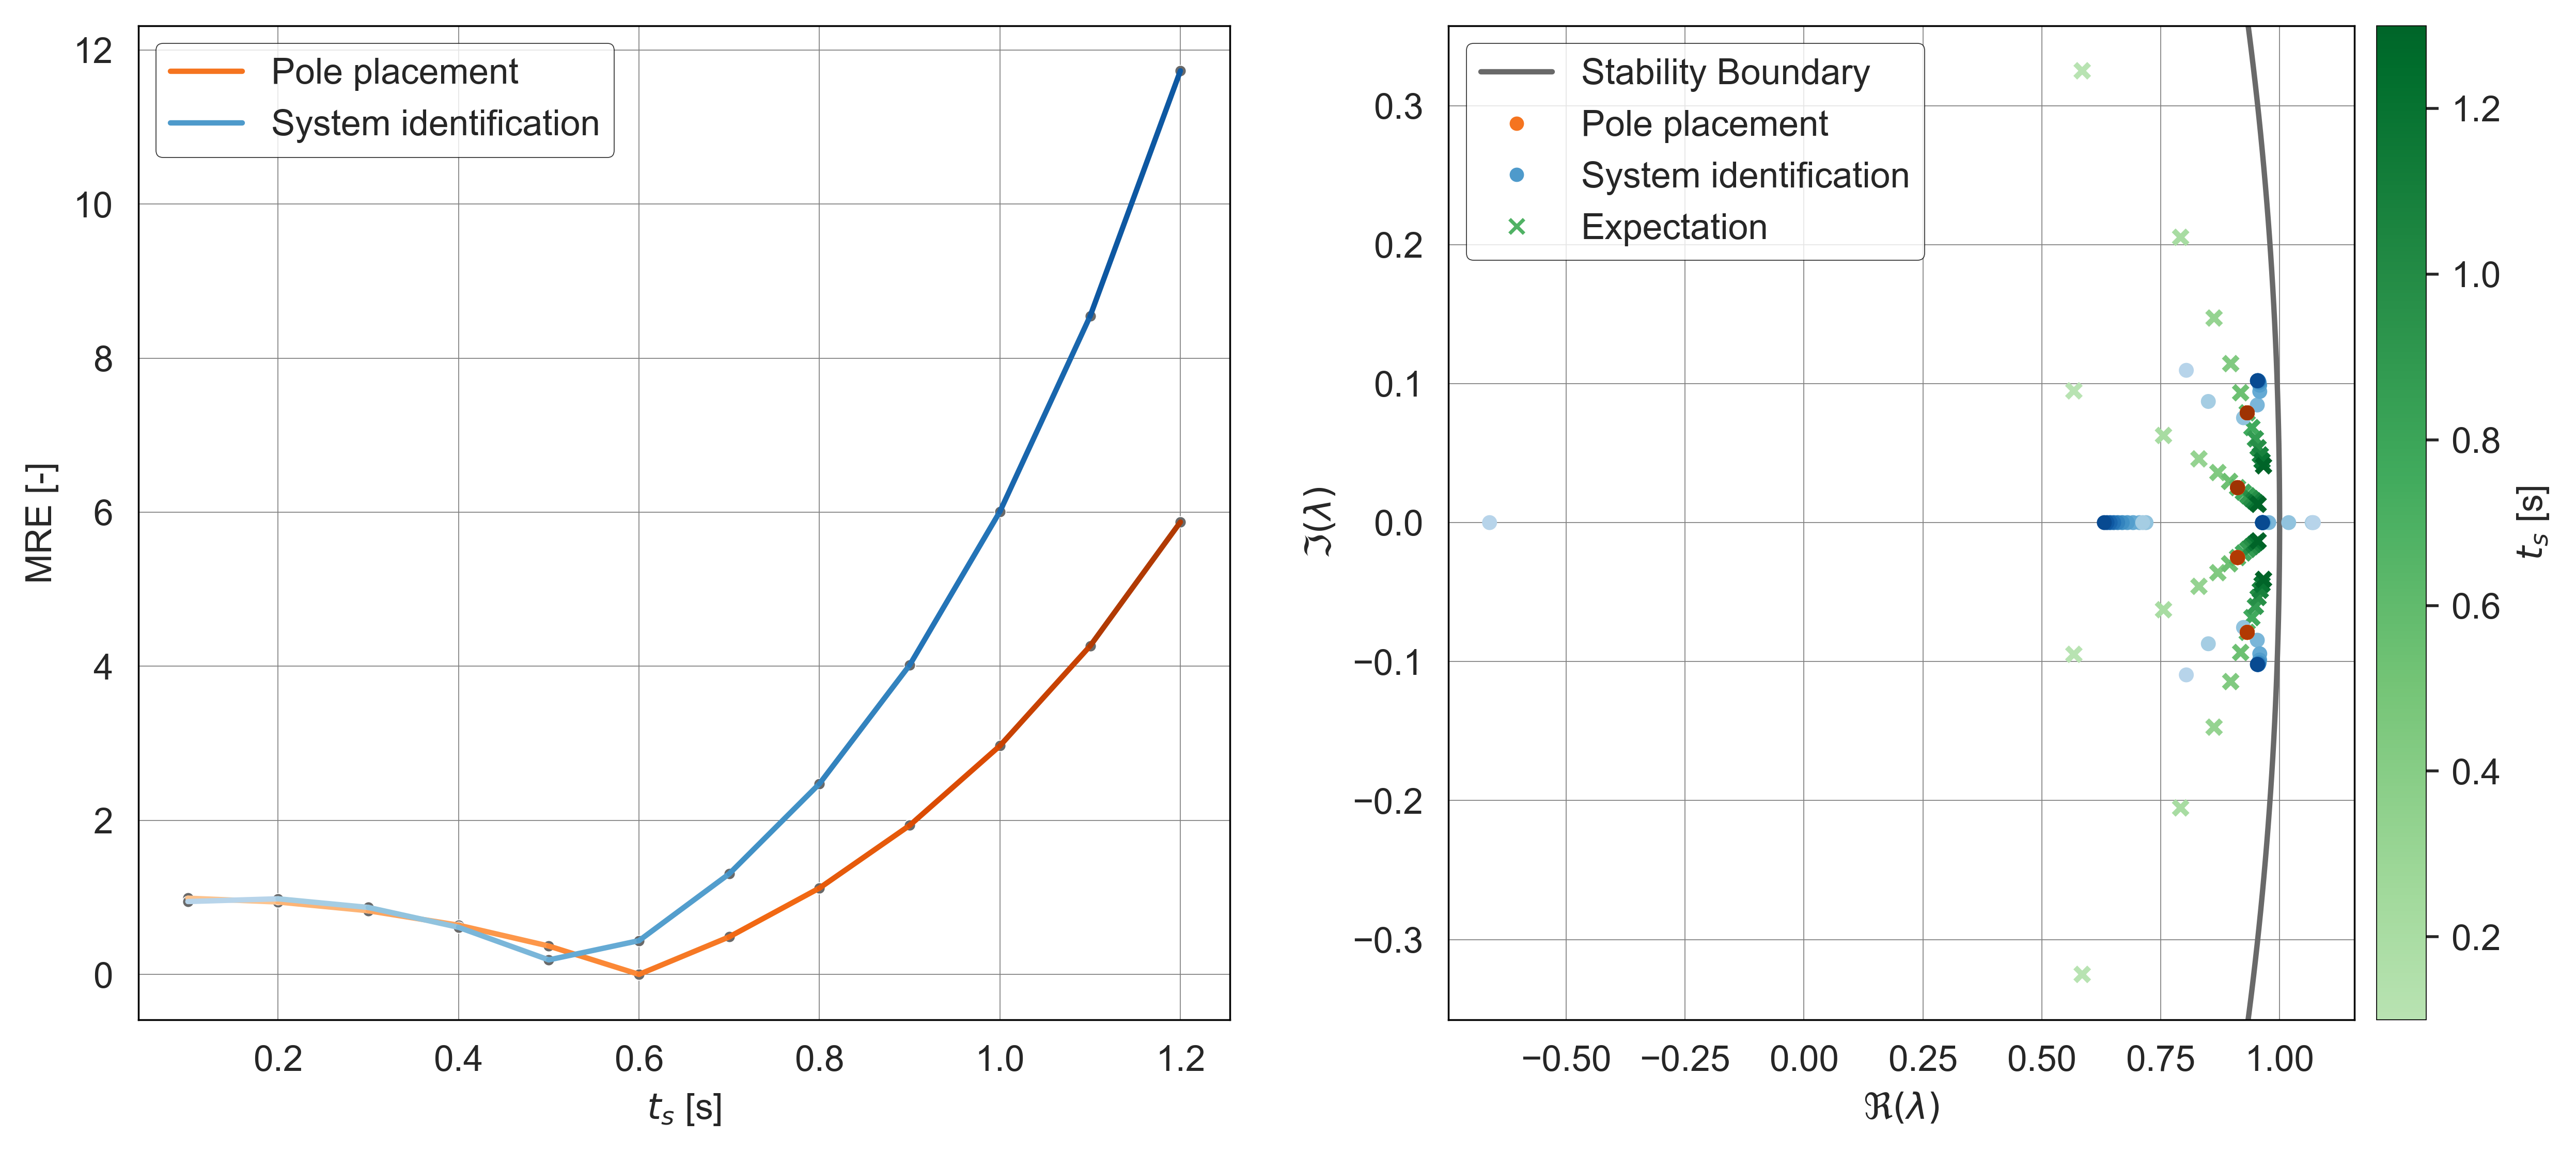 Pole placement
System identification
12
10
8
6
4
2
0
MRE [-]
0.2 0.4 0.6 0.8 1.0 1.2
t_s [s]
Stability Boundary
Pole placement
System identification
Expectation
0.3
0.2
0.1
0.0
−0.1
−0.2
−0.3
ℑ(λ)
−0.50 −0.25 0.00 0.25 0.50 0.75 1.00
ℜ(λ)
1.2
1.0
0.8
0.6
0.4
0.2
t_s [s]